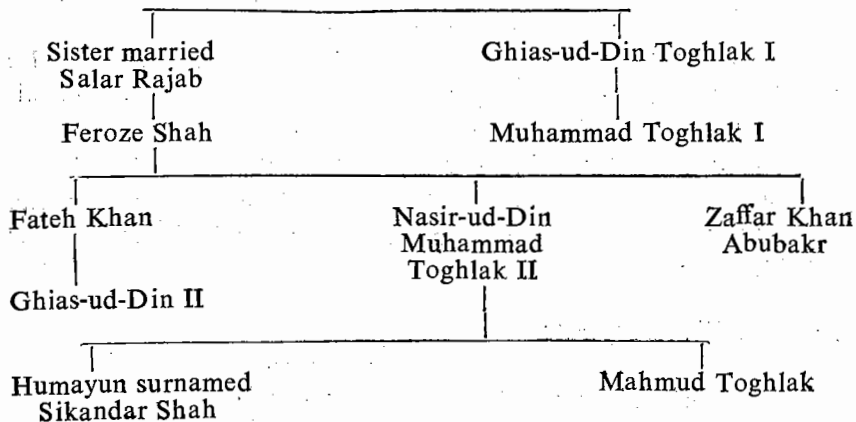 Sister married
Salar Rajab
Ghias-ud-Din Toghlak I
Feroze Shah
Muhammad Toghlak I
Fateh Khan
Nasir-ud-Din
Muhammad
Toghlak II
Zaffar Khan
Abubakr
Ghias-ud-Din II
Humayun surnamed
Sikandar Shah
Mahmud Toghlak